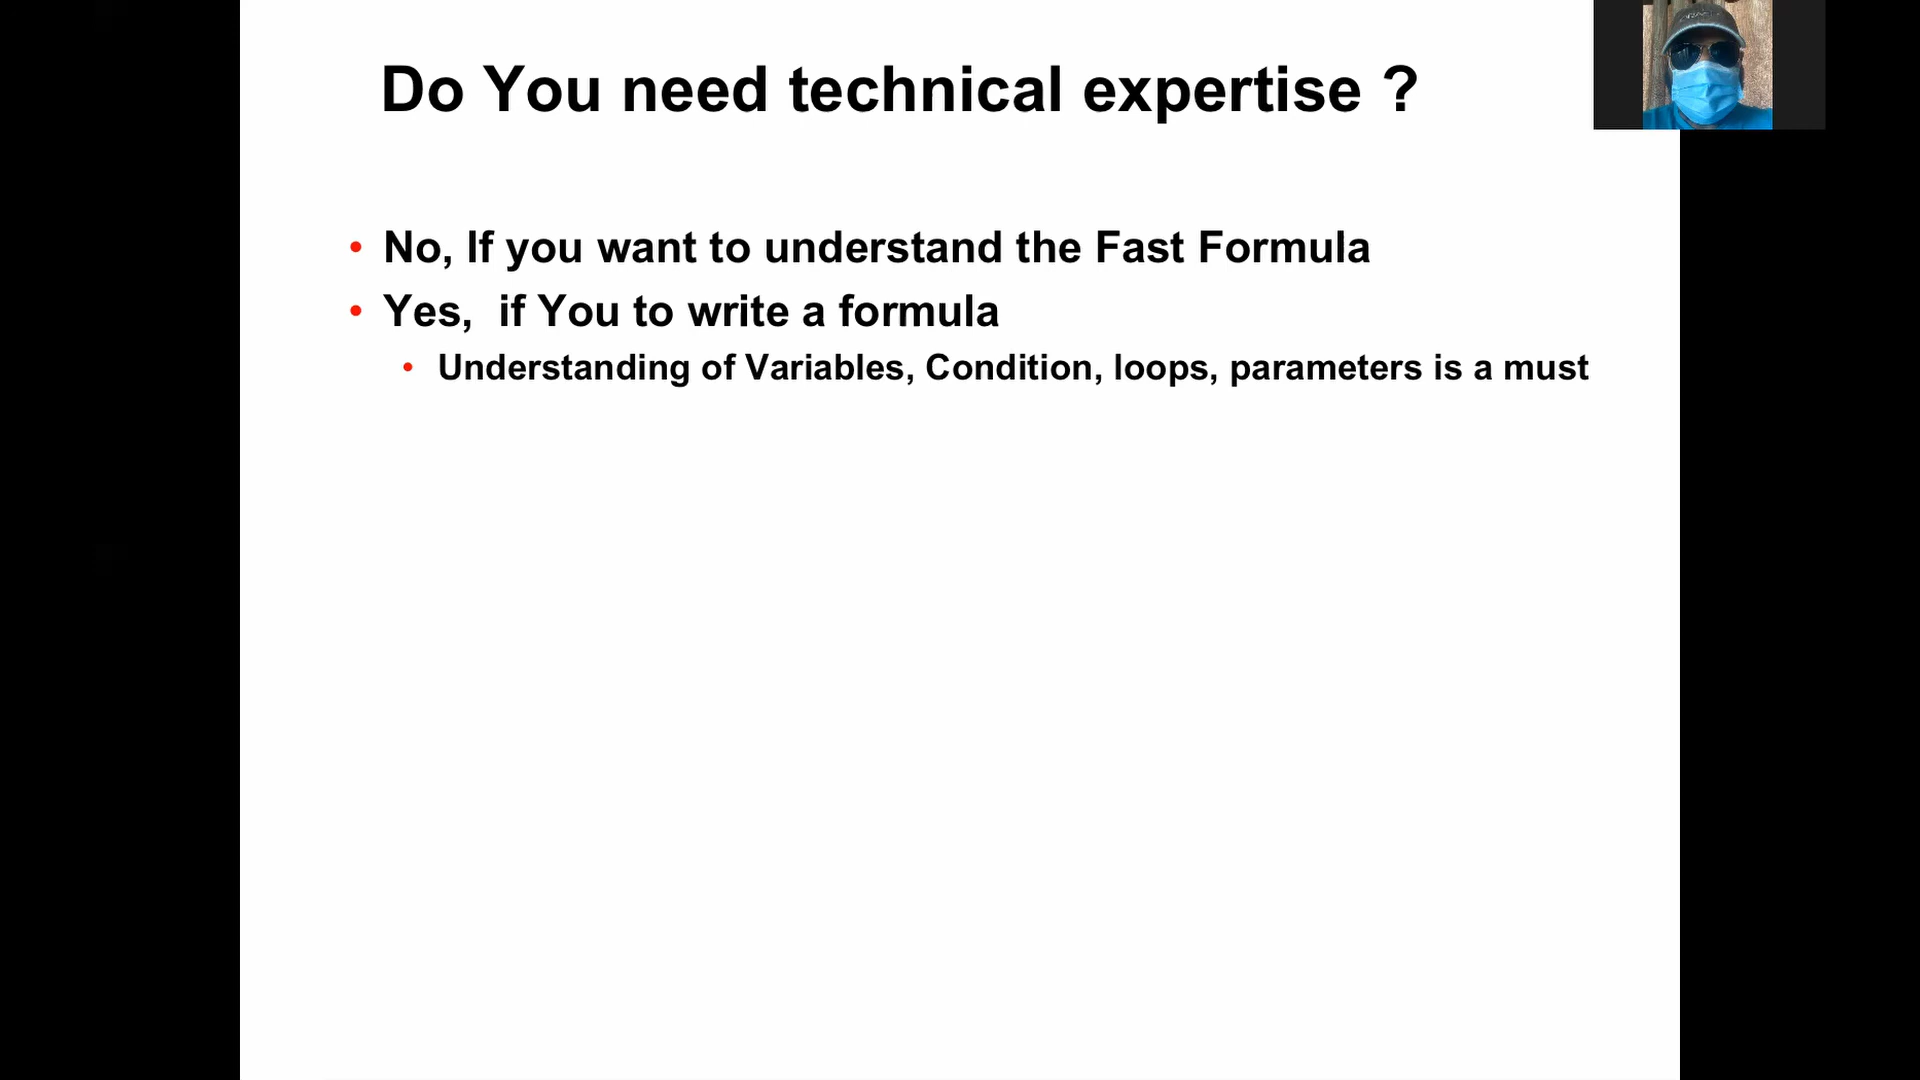 Do You need technical expertise ?
• No, If you want to understand the Fast Formula
• Yes,  if You to write a formula
• Understanding of Variables, Condition, loops, parameters is a must